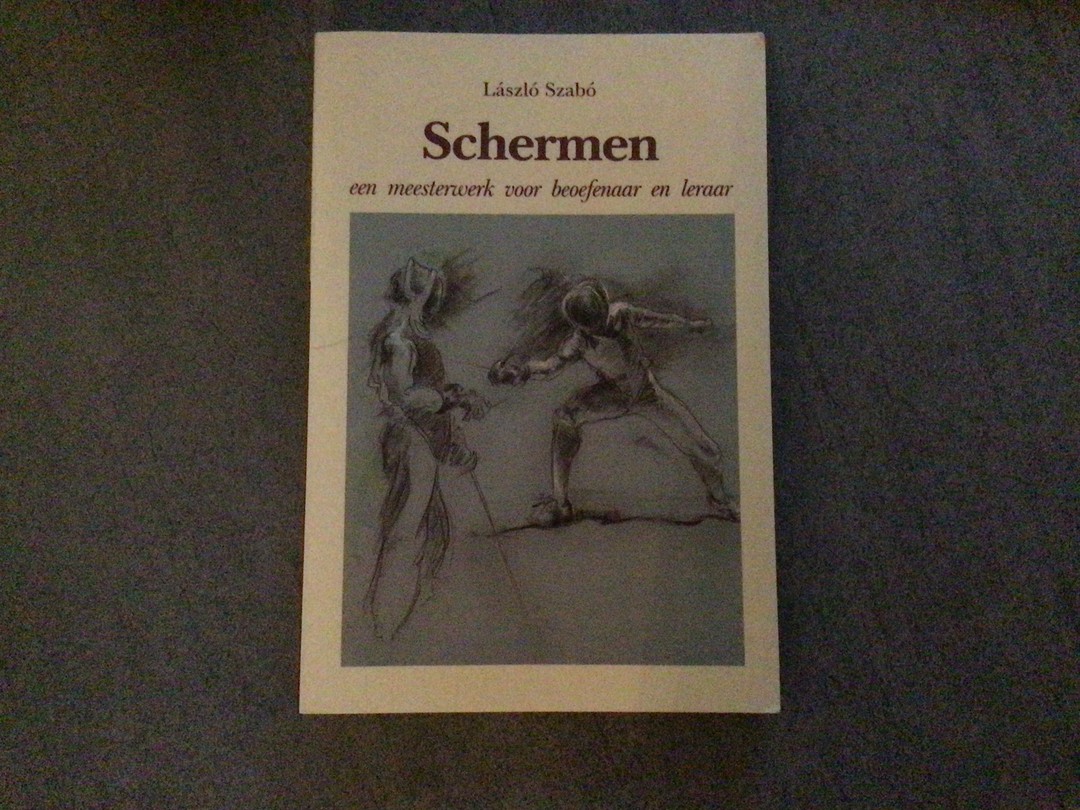 László Szabó
Schermen
een meesterwerk voor beoefenaar en leraar